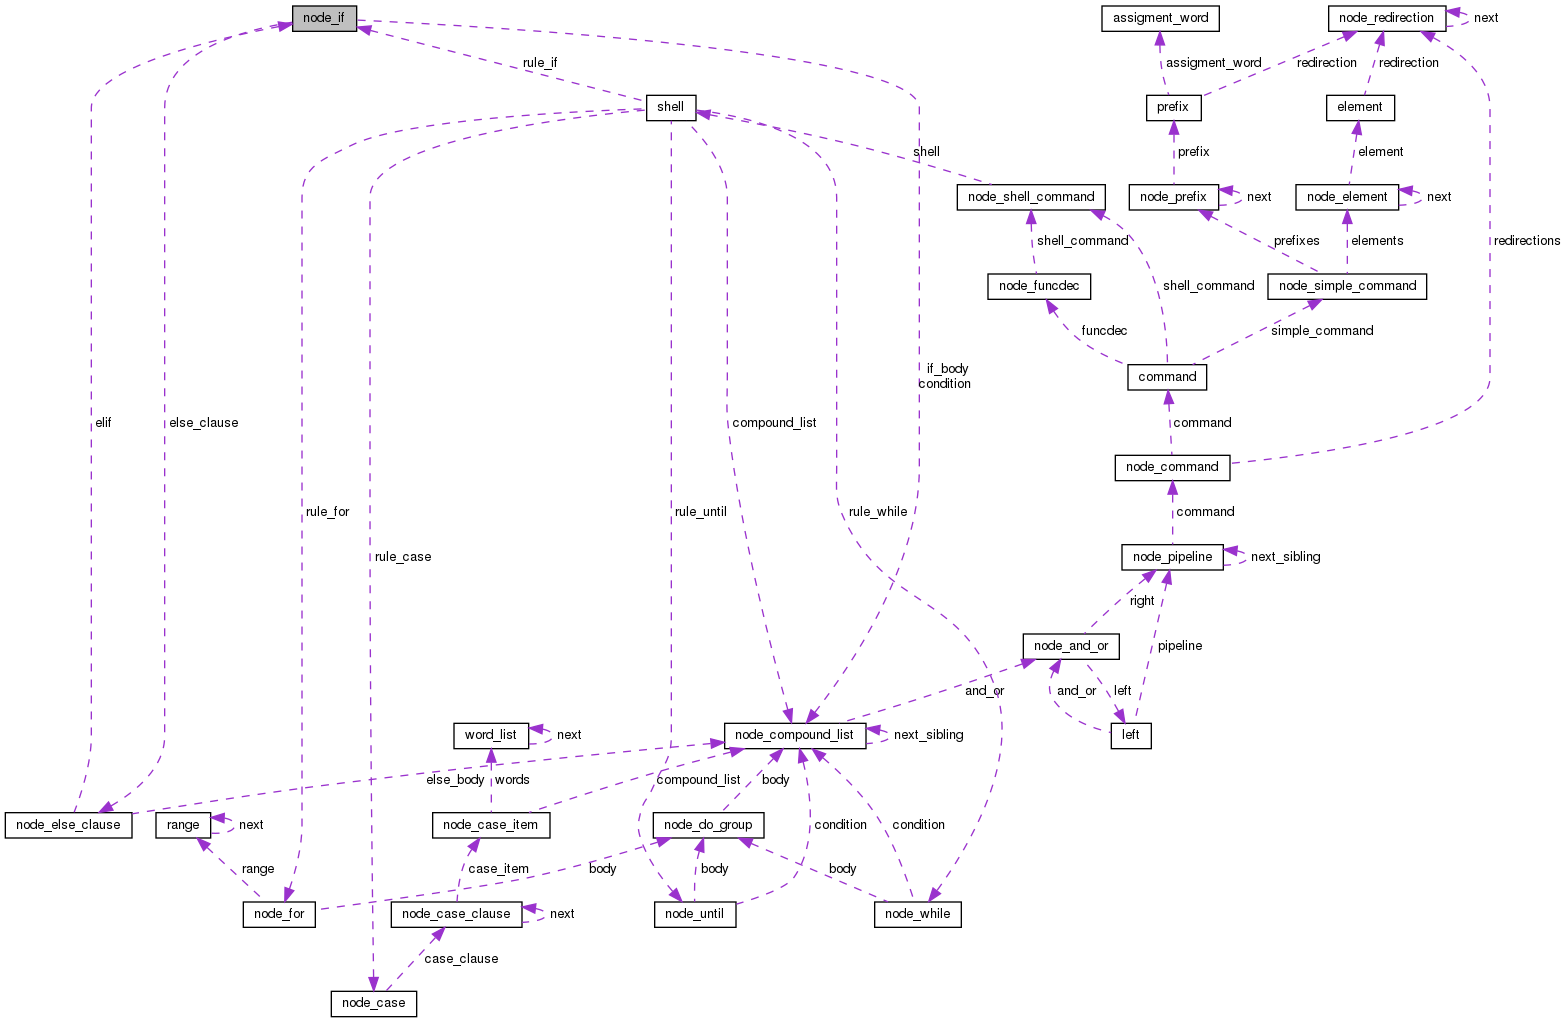 node_if
assigment_word
node_redirection
next
rule_if
assigment_word
redirection
redirection
shell
prefix
element
shell
prefix
element
node_shell_command
node_prefix
next
node_element
next
shell_command
prefixes
elements
redirections
node_funcdec
shell_command
node_simple_command
funcdec
simple_command
if_body
condition
command
elif
else_clause
compound_list
command
node_command
rule_for
rule_until
rule_while
command
rule_case
node_pipeline
next_sibling
right
node_and_or
pipeline
and_or
and_or
left
word_list
next
node_compound_list
next_sibling
left
else_body
words
compound_list
body
node_else_clause
range
next
node_case_item
node_do_group
condition
condition
range
case_item
body
body
body
node_for
node_case_clause
next
node_until
node_while
case_clause
node_case